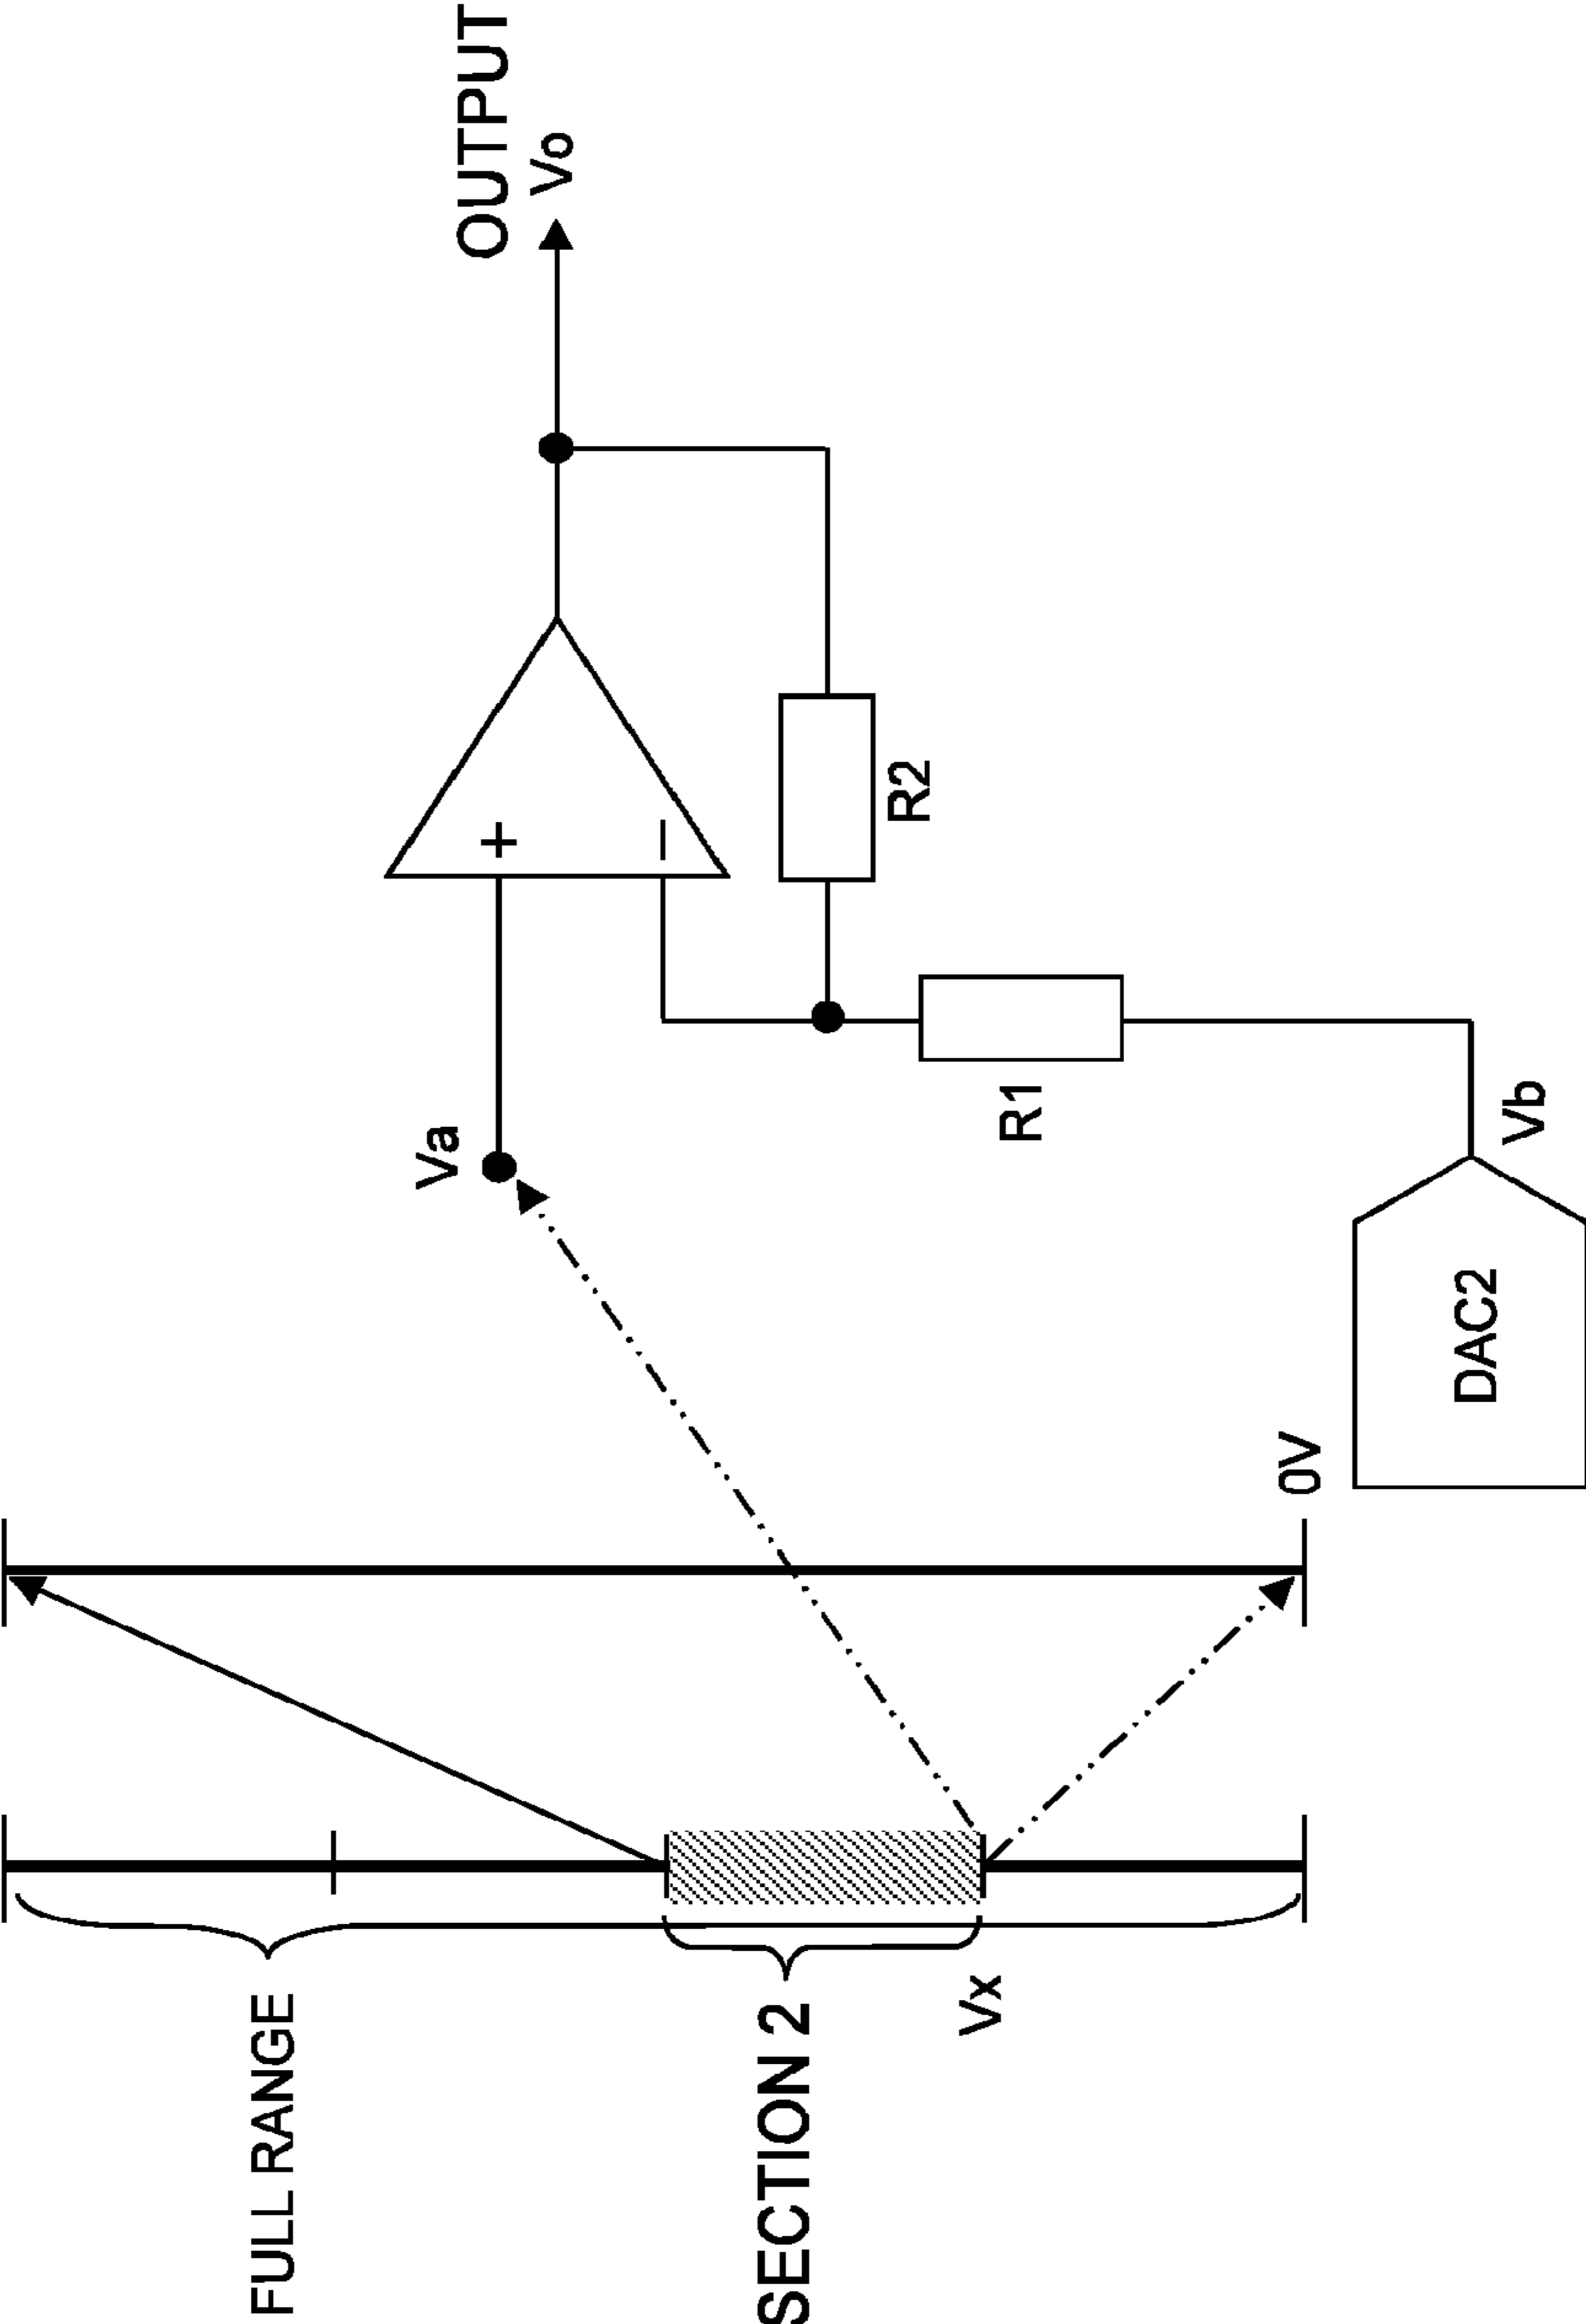 FULL RANGE
SECTION 2
Vx
0V
Va
+
−
R2
R1
DAC2
Vb
OUTPUT
Vo